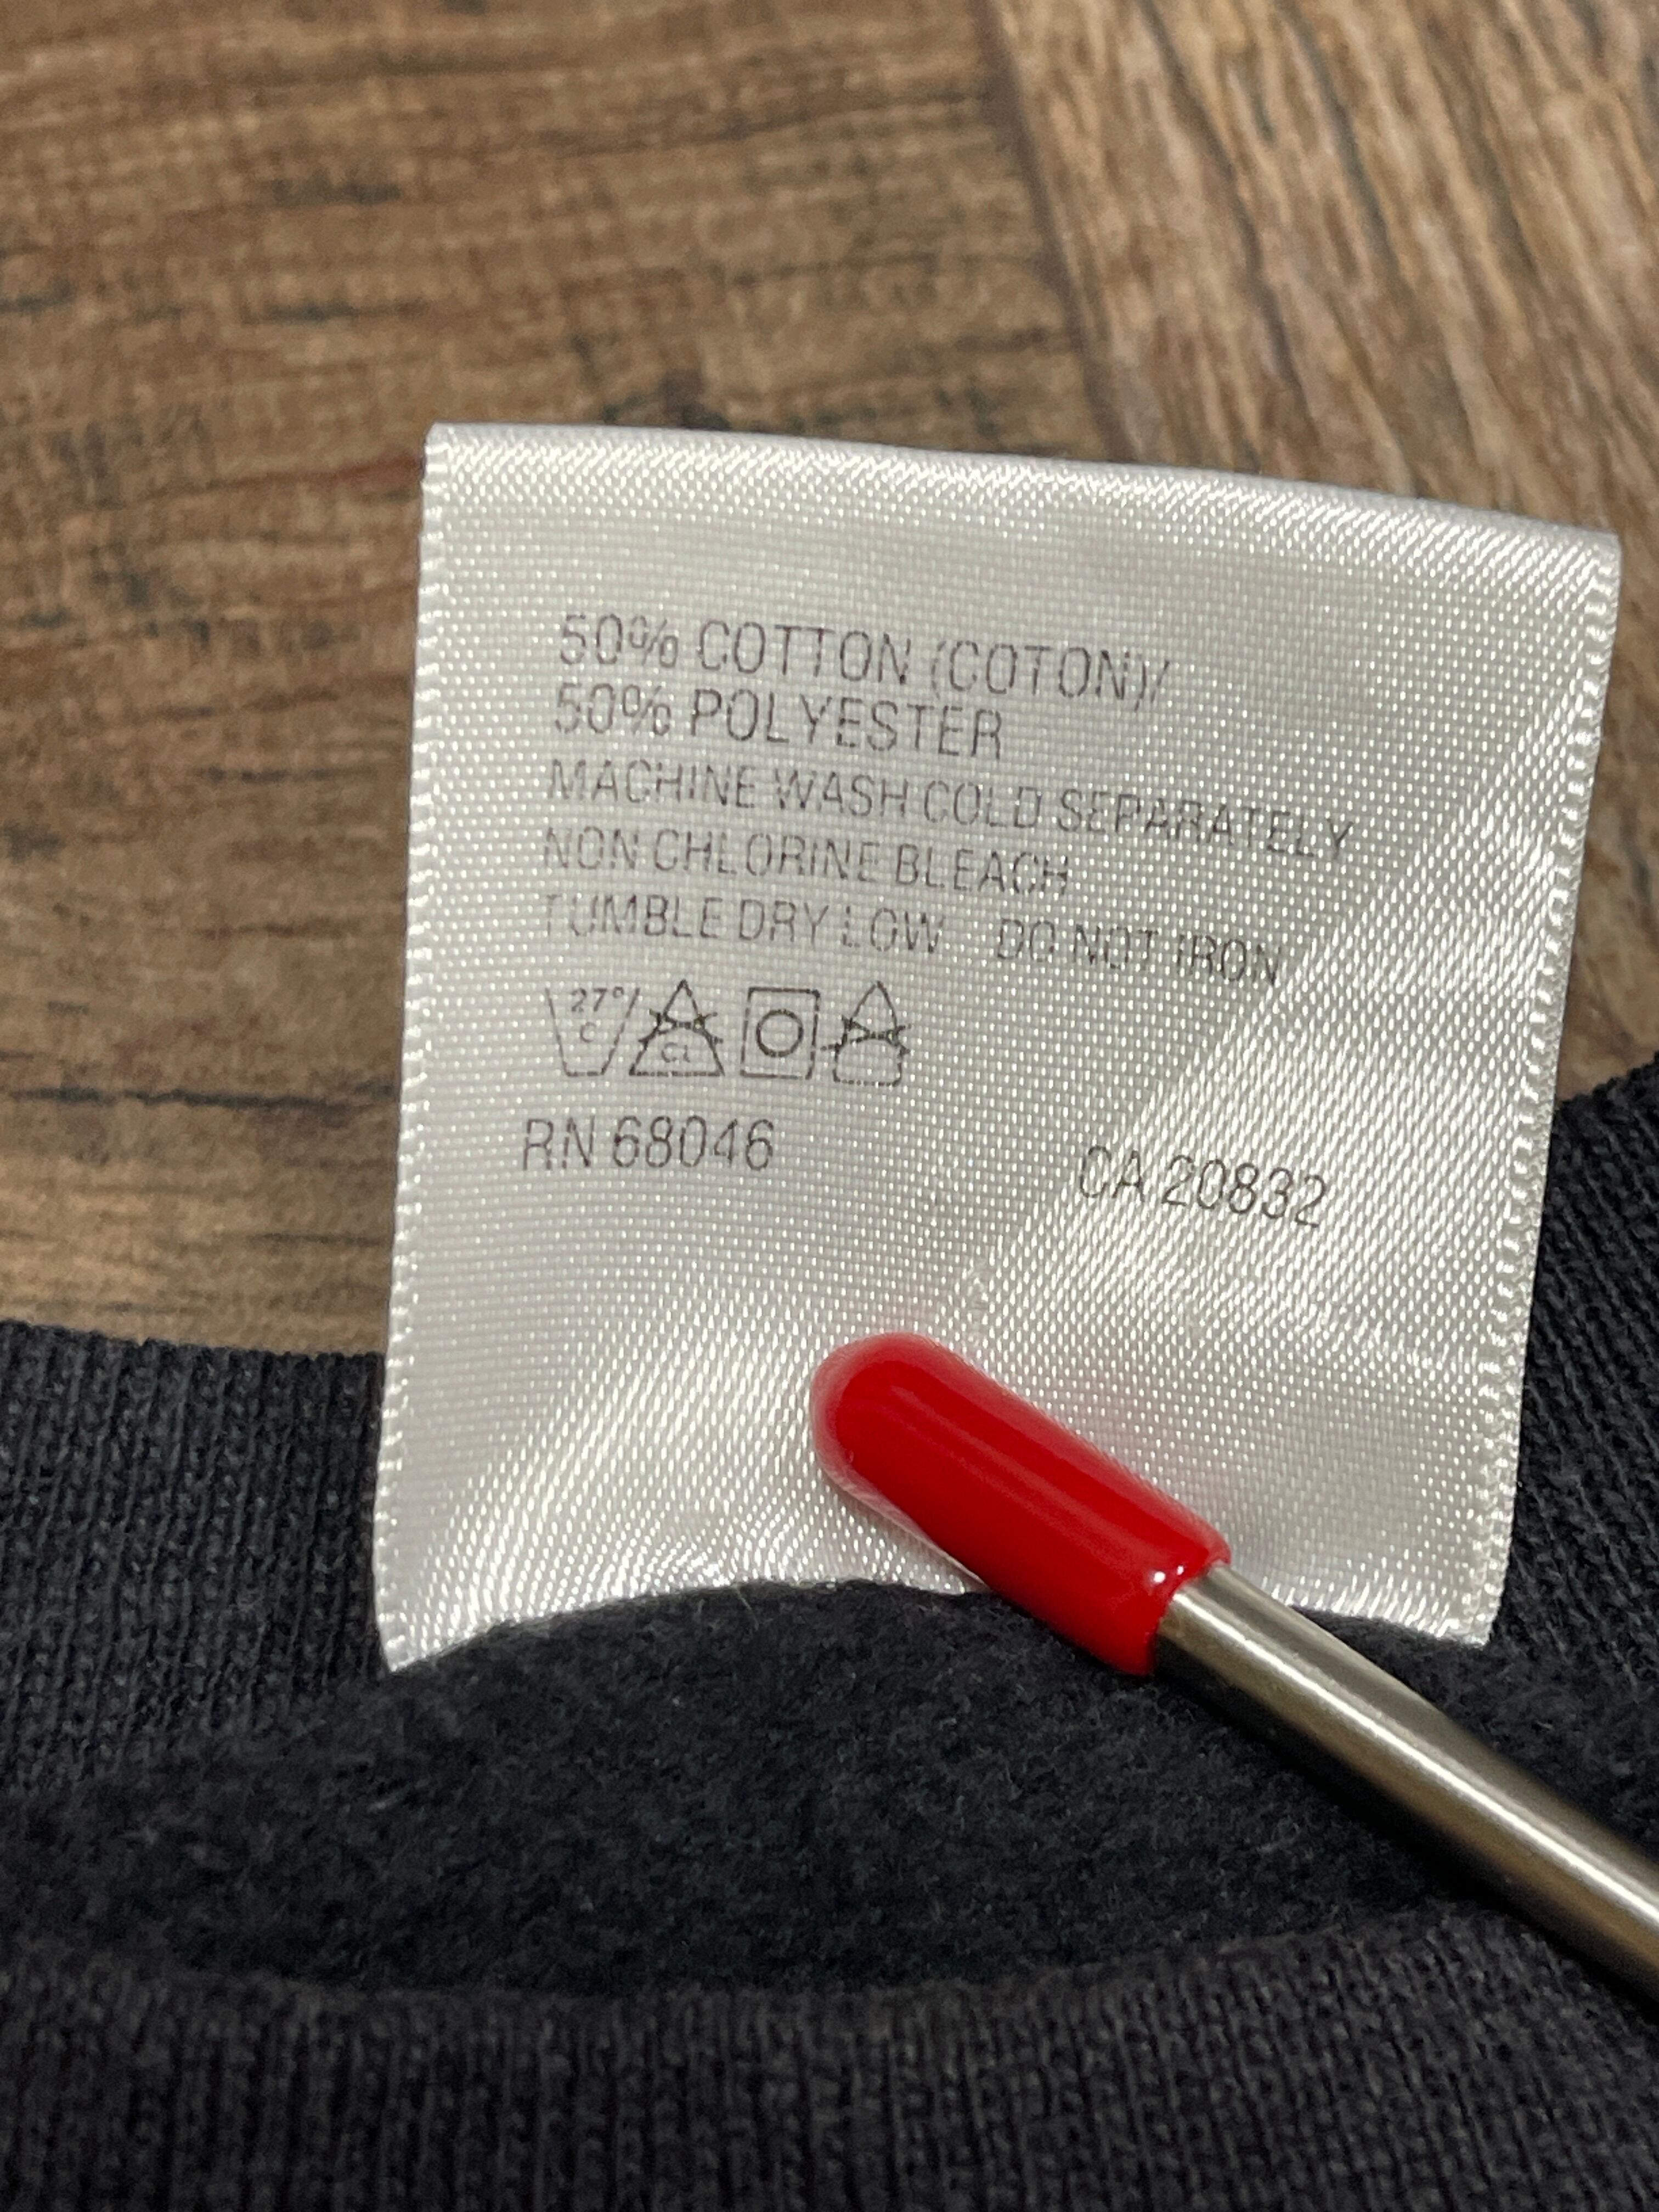 50% COTTON (COTON)/
50% POLYESTER
MACHINE WASH COLD SEPARATELY
NON CHLORINE BLEACH
TUMBLE DRY LOW DO NOT IRON
27°
C
CL
RN 68046 CA 20832